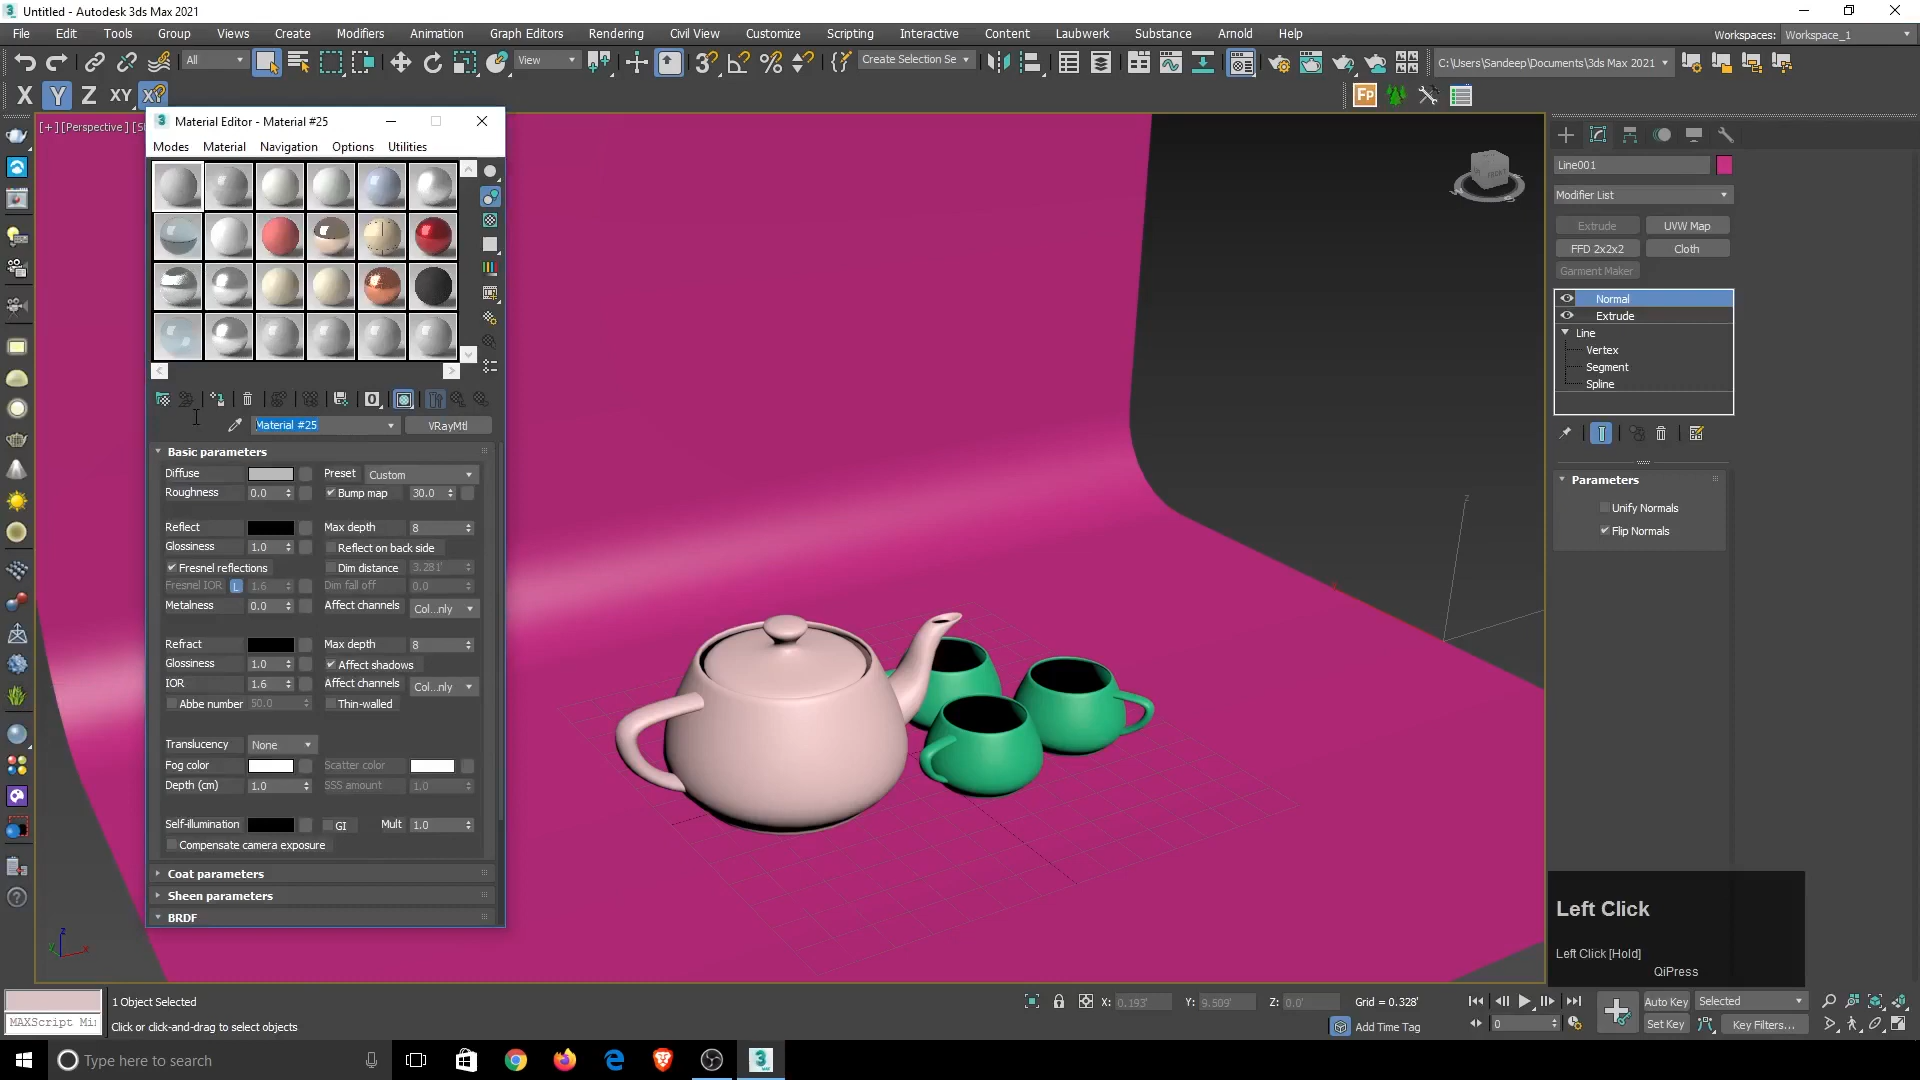 Untitled - Autodesk 3ds Max 2021
File Edit Tools Group Views Create Modifiers Animation Graph Editors Rendering Civil View Customize Scripting Interactive Content Laubwerk Substance Arnold Help
Workspaces: Workspace_1
All View Create Selection Se C:\Users\Sandeep\Documents\3ds Max 2021
X Y Z XY Fp
[+] [Perspective]
Material Editor - Material #25
Modes Material Navigation Options Utilities
Material #25 VRayMtl
Basic parameters
Diffuse Preset Custom
Roughness 0.0 Bump map 30.0
Reflect Max depth 8
Glossiness 1.0 Reflect on back side
Fresnel reflections Dim distance 3.281'
Fresnel IOR L 1.6 Dim fall off 0.0
Metalness 0.0 Affect channels Col...nly
Refract Max depth 8
Glossiness 1.0 Affect shadows
IOR 1.6 Affect channels Col...nly
Abbe number 50.0 Thin-walled
Translucency None
Fog color Scatter color
Depth (cm) 1.0 SSS amount 1.0
Self-illumination GI Mult 1.0
Compensate camera exposure
Coat parameters
Sheen parameters
BRDF
Line001
Modifier List
Extrude UVW Map
FFD 2x2x2 Cloth
Garment Maker
Normal
Extrude
Line
Vertex
Segment
Spline
Parameters
Unify Normals
Flip Normals
Left Click
Left Click [Hold]
QiPress
1 Object Selected
X: 0.193' Y: 9.509' Z: 0.0' Grid = 0.328'
Auto Key Selected
MAXScript Mi
Click or click-and-drag to select objects
Add Time Tag
0
Set Key Key Filters...
Type here to search